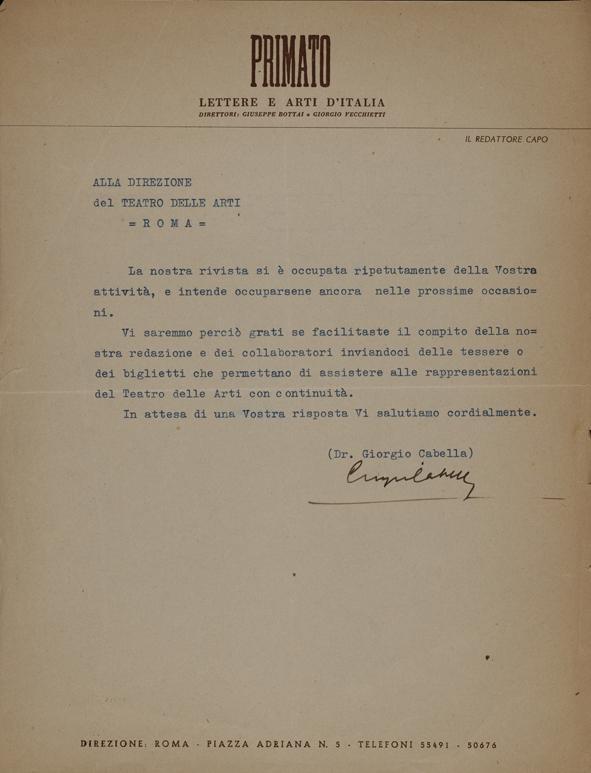 PRIMATO
LETTERE E ARTI D'ITALIA
DIRETTORI: GIUSEPPE BOTTAI e GIORGIO VECCHIETTI
IL REDATTORE CAPO
ALLA DIREZIONE
del TEATRO DELLE ARTI
= R O M A =
La nostra rivista si è occupata ripetutamente della Vostra
attività, e intende occuparsene ancora nelle prossime occasio=
ni.
Vi saremmo perciò grati se facilitaste il compito della no=
stra redazione e dei collaboratori inviandoci delle tessere o
dei biglietti che permettano di assistere alle rappresentazioni
del Teatro delle Arti con continuità.
In attesa di una Vostra risposta Vi salutiamo cordialmente.
(Dr. Giorgio Cabella)
DIREZIONE: ROMA - PIAZZA ADRIANA N. 5 - TELEFONI 55491 - 50676